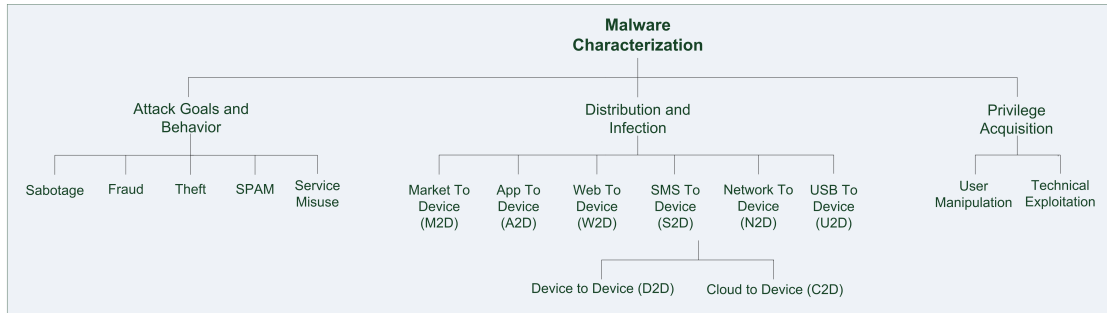 Malware
Characterization
Attack Goals and
Behavior
Distribution and
Infection
Privilege
Acquisition
Sabotage
Fraud
Theft
SPAM
Service
Misuse
Market To
Device
(M2D)
App To
Device
(A2D)
Web To
Device
(W2D)
SMS To
Device
(S2D)
Network To
Device
(N2D)
USB To
Device
(U2D)
User
Manipulation
Technical
Exploitation
Device to Device (D2D)
Cloud to Device (C2D)